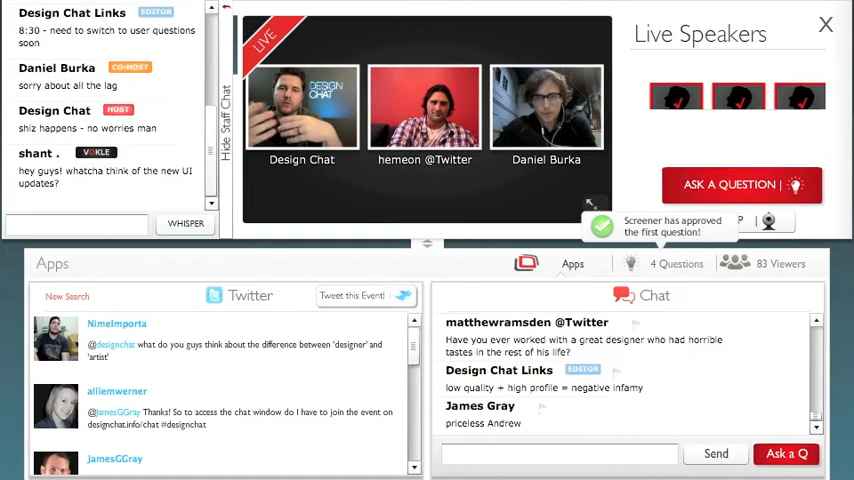 Design Chat Links EDITOR
8:30 - need to switch to user questions
soon
Daniel Burka CO-HOST
sorry about all the lag
Design Chat HOST
shiz happens - no worries man
shant . VOKLE
hey guys! whatcha think of the new UI
updates?
WHISPER
Hide Staff Chat
LIVE
DESIGN
CHAT
Design Chat
hemeon @Twitter
Daniel Burka
Live Speakers
X
ASK A QUESTION |
P |
Screener has approved
the first question!
Apps
Apps
4 Questions
83 Viewers
New Search
Twitter
Tweet this Event!
NimeImporta
@designchat what do you guys think about the difference between 'designer' and
'artist'
alliemwerner
@JamesGGray Thanks! So to access the chat window do I have to join the event on
designchat.info/chat #designchat
JamesGGray
Chat
matthewramsden @Twitter
Have you ever worked with a great designer who had horrible
tastes in the rest of his life?
Design Chat Links EDITOR
low quality + high profile = negative infamy
James Gray
priceless Andrew
Send
Ask a Q